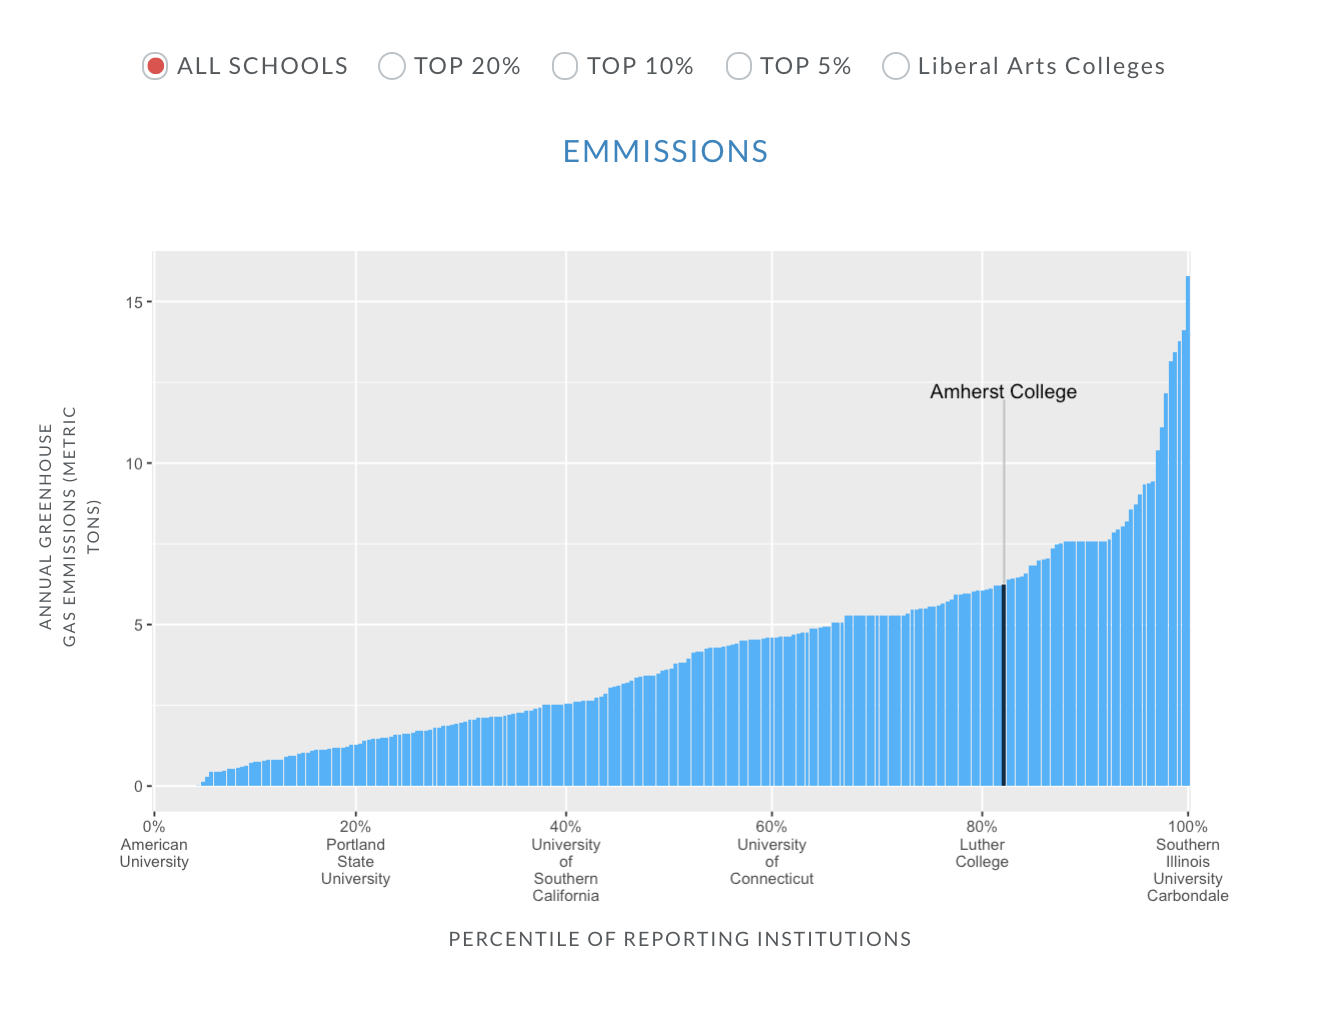 ALL SCHOOLS TOP 20% TOP 10% TOP 5% Liberal Arts Colleges
EMMISSIONS
ANNUAL GREENHOUSE
GAS EMMISSIONS (METRIC
TONS)
15
10
5
0
Amherst College
0% 20% 40% 60% 80% 100%
American Portland University University Luther Southern
University State of of College Illinois
University Southern Connecticut University
California Carbondale
PERCENTILE OF REPORTING INSTITUTIONS